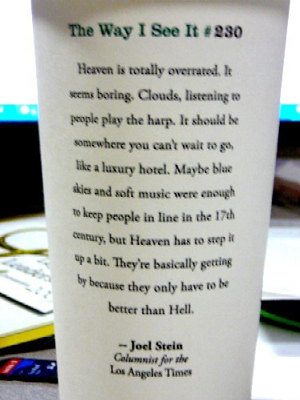 The Way I See It #230
Heaven is totally overrated. It
seems boring. Clouds, listening to
people play the harp. It should be
somewhere you can't wait to go,
like a luxury hotel. Maybe blue
skies and soft music were enough
to keep people in line in the 17th
century, but Heaven has to step it
up a bit. They're basically getting
by because they only have to be
better than Hell.
-- Joel Stein
Columnist for the
Los Angeles Times